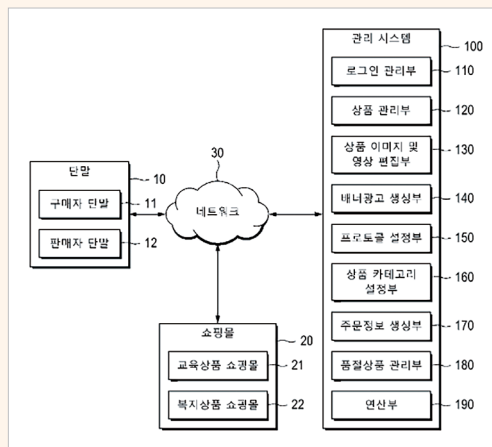 관리 시스템
100
로그인 관리부
110
상품 관리부
120
상품 이미지 및
영상 편집부
130
배너광고 생성부
140
프로토콜 설정부
150
상품 카테고리
설정부
160
주문정보 생성부
170
품절상품 관리부
180
연산부
190
단말
10
구매자 단말
11
판매자 단말
12
30
네트워크
쇼핑몰
20
교육상품 쇼핑몰
21
복지상품 쇼핑몰
22